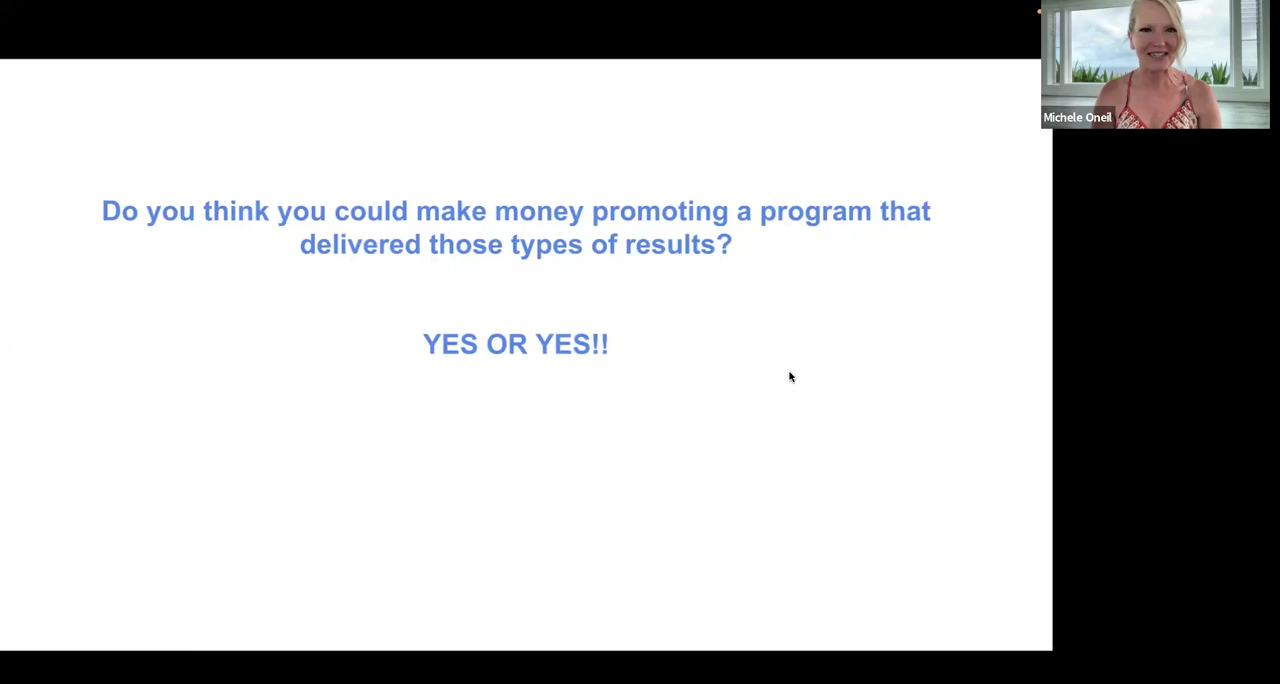 Michele Oneil
Do you think you could make money promoting a program that
delivered those types of results?
YES OR YES!!